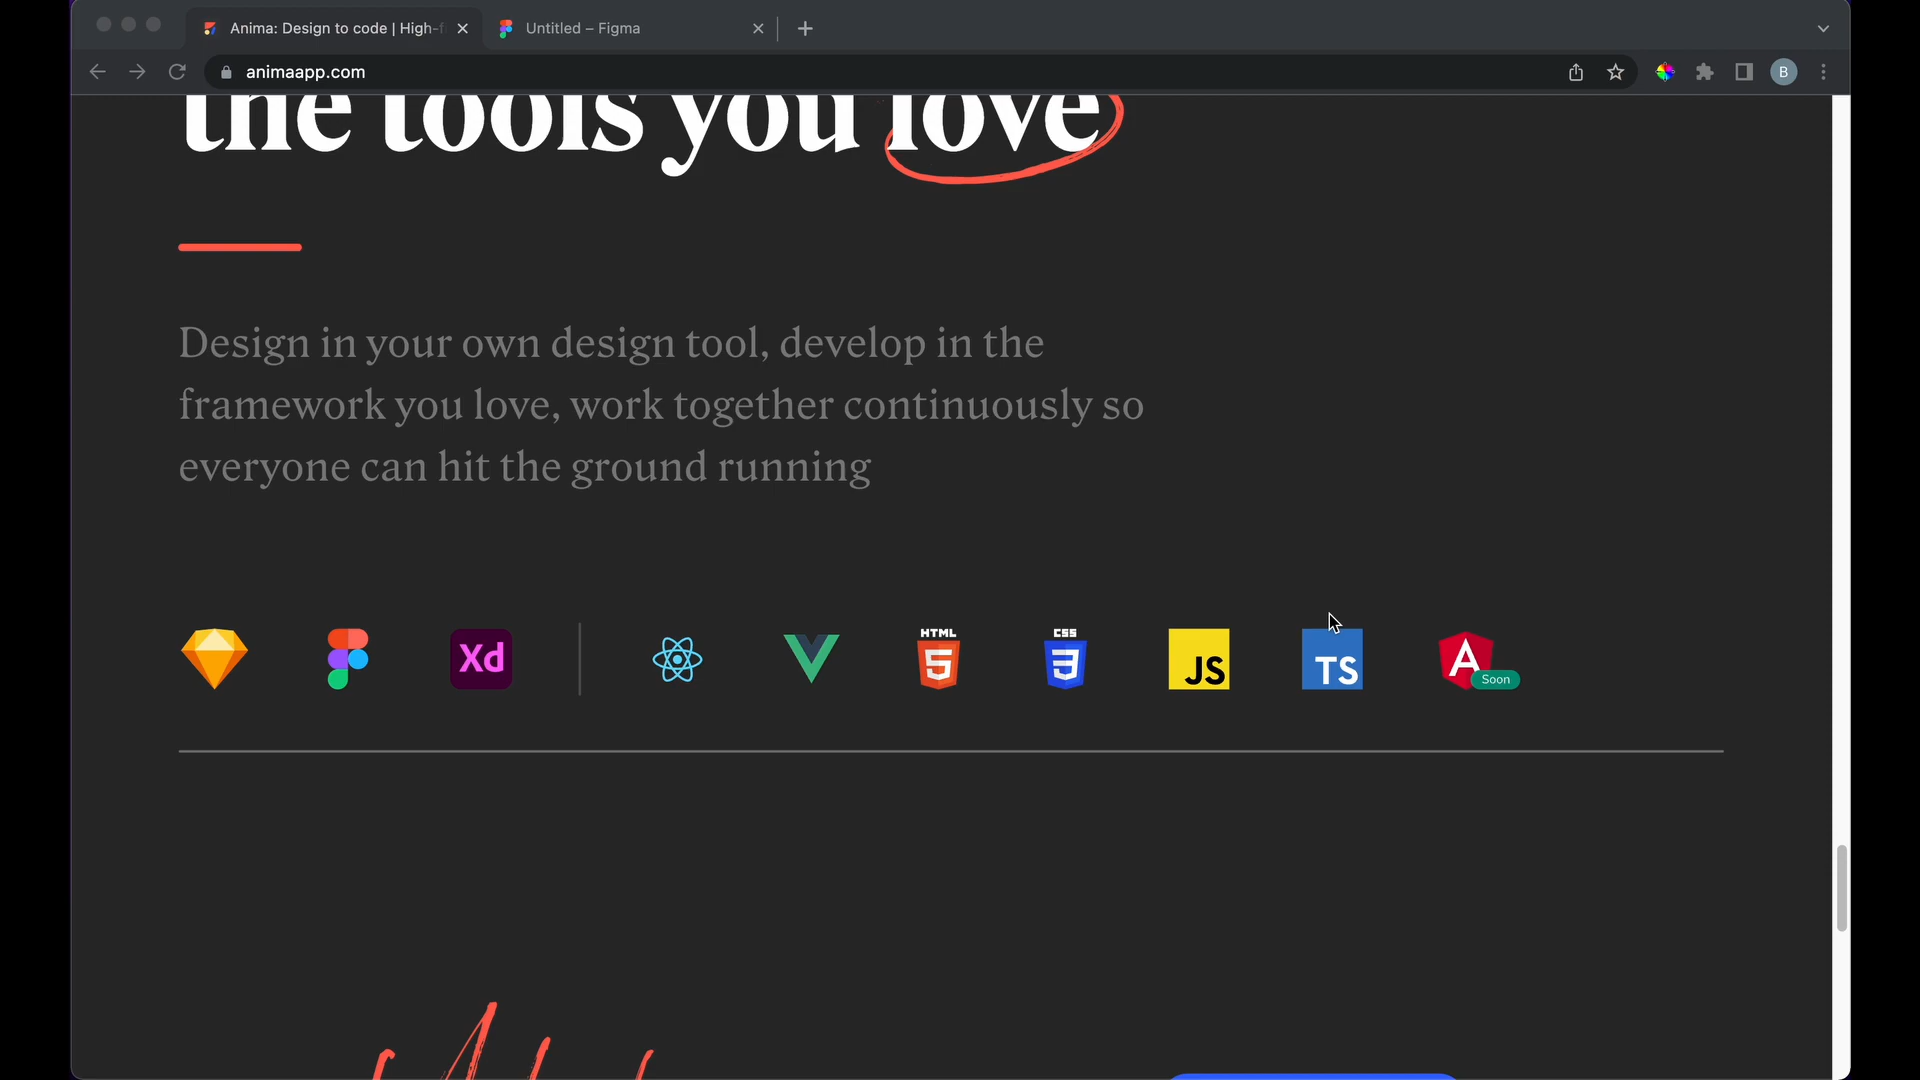 Anima: Design to code | High-f
Untitled – Figma
animaapp.com
B
the tools you love
Design in your own design tool, develop in the
framework you love, work together continuously so
everyone can hit the ground running
Xd
HTML
5
CSS
3
JS
TS
A
Soon